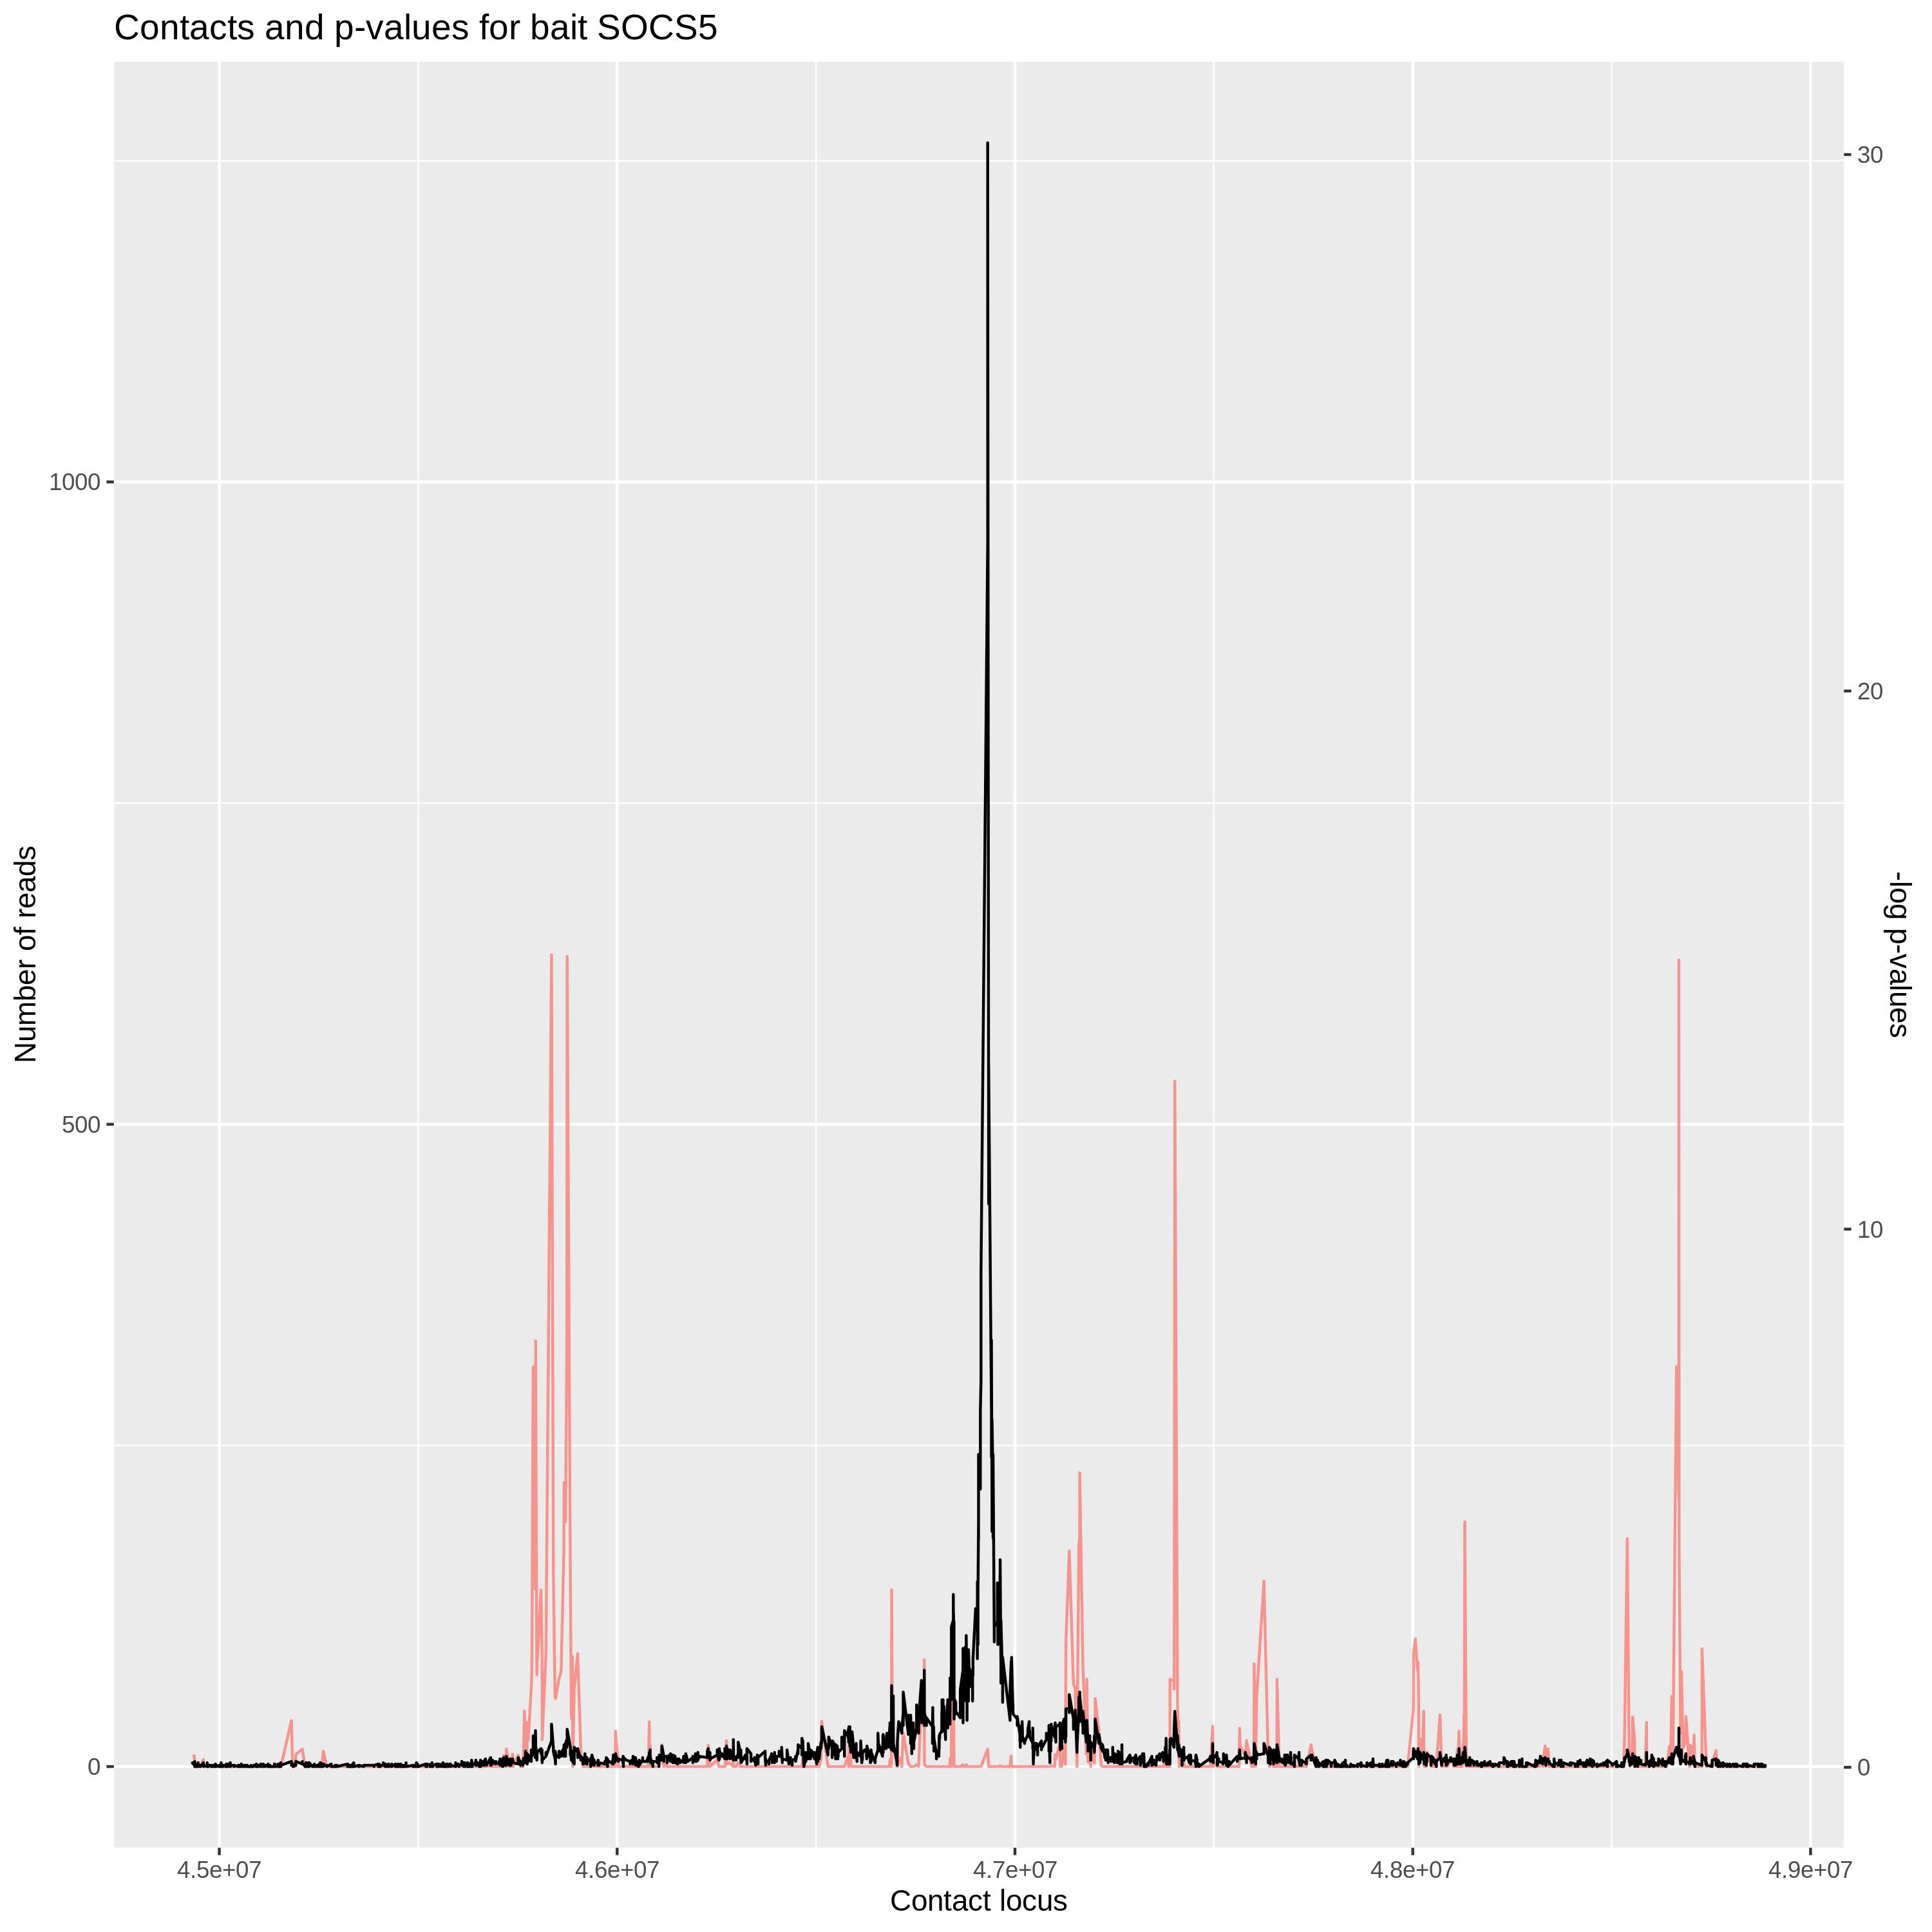 Contacts and p-values for bait SOCS5
30
1000
20
Number of reads
-log p-values
500
10
0
0
4.5e+07
4.6e+07
4.7e+07
4.8e+07
4.9e+07
Contact locus